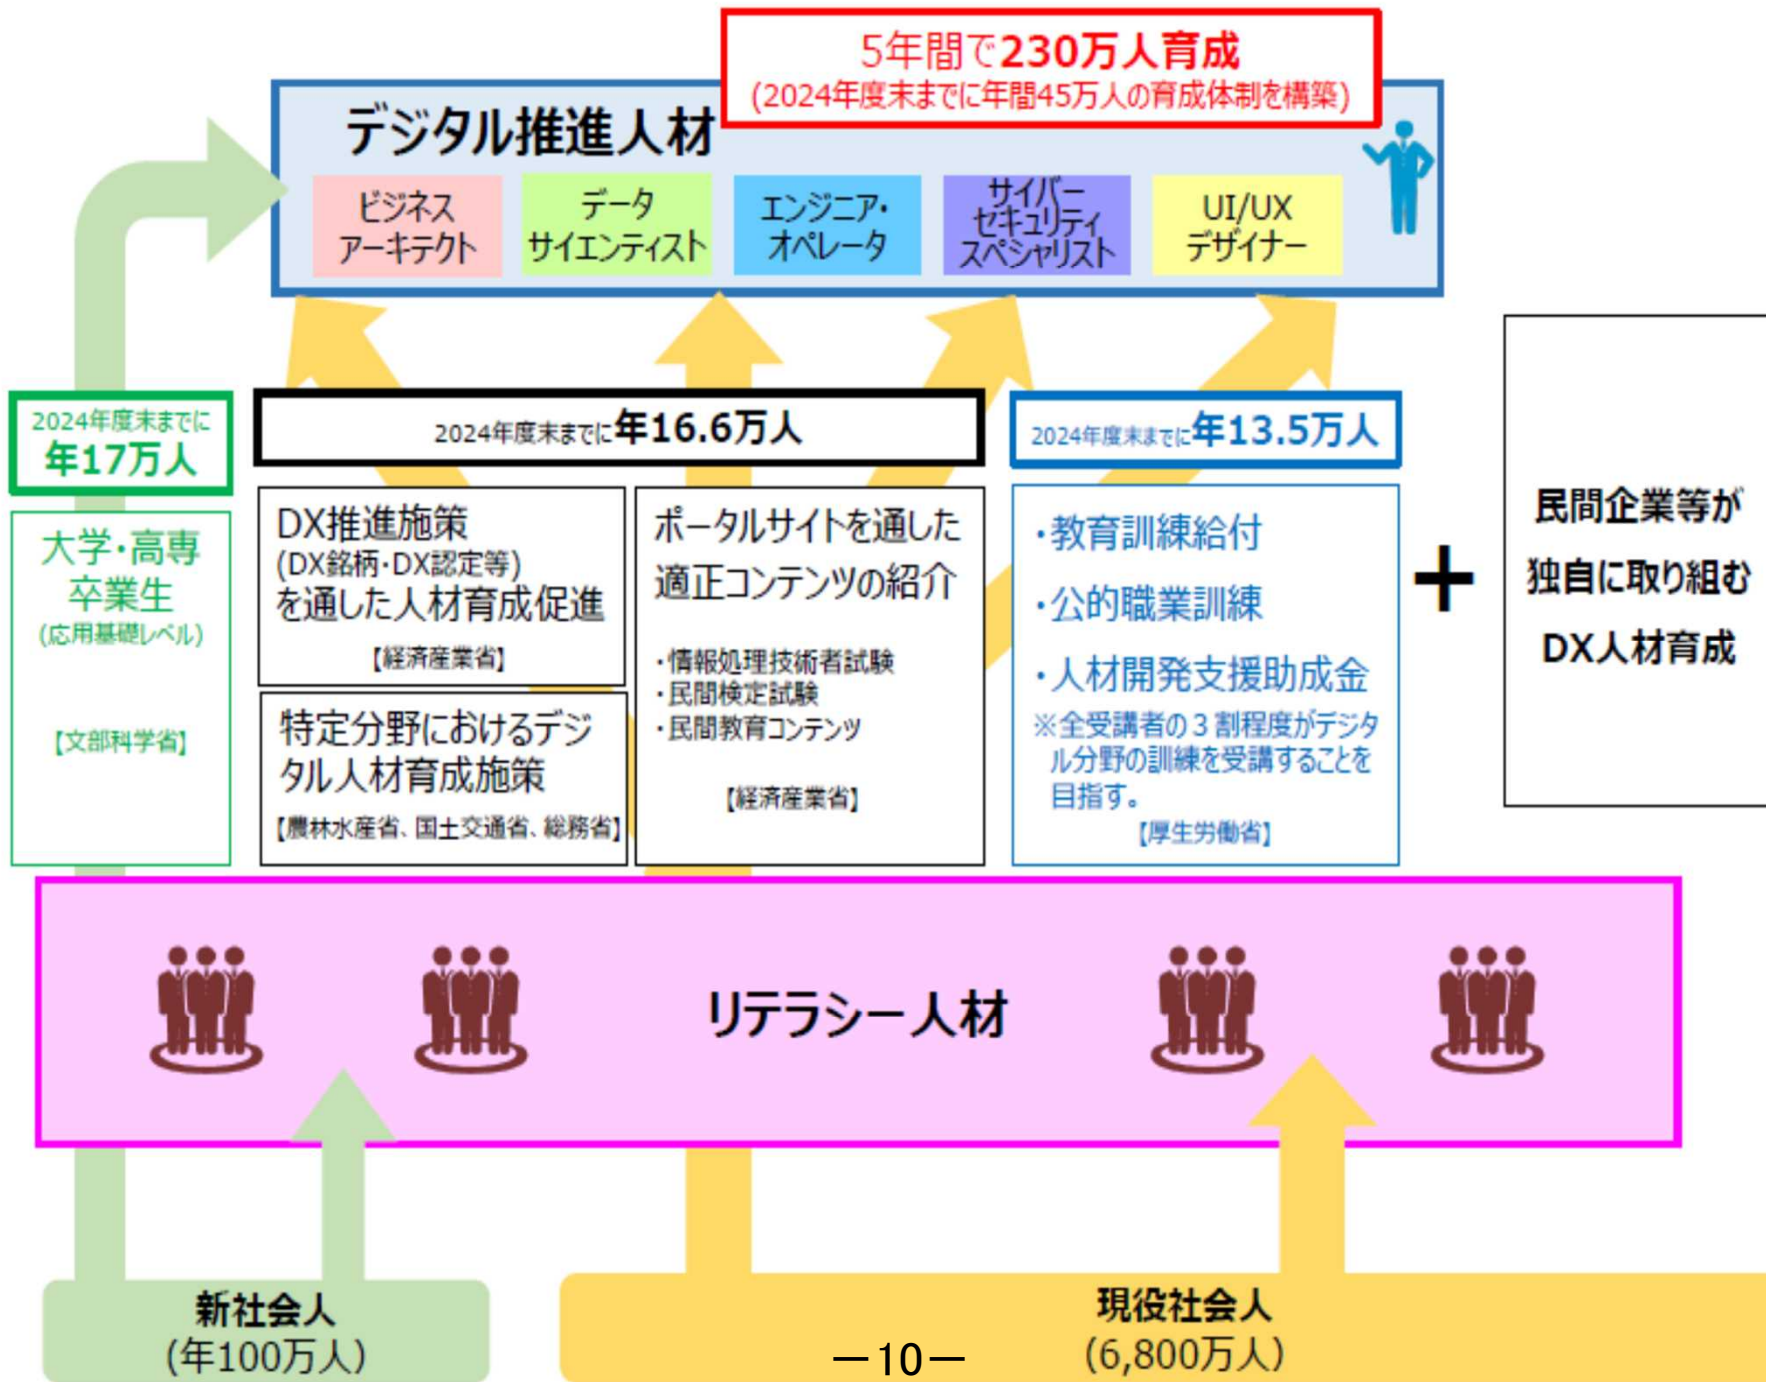 5年間で230万人育成
(2024年度末までに年間45万人の育成体制を構築)
デジタル推進人材
ビジネス
アーキテクト
データ
サイエンティスト
エンジニア・
オペレータ
サイバー
セキュリティ
スペシャリスト
UI/UX
デザイナー
2024年度末までに
年17万人
2024年度末までに年16.6万人
2024年度末までに年13.5万人
大学・高専
卒業生
(応用基礎レベル)
【文部科学省】
DX推進施策
(DX銘柄・DX認定等)
を通した人材育成促進
【経済産業省】
特定分野におけるデジ
タル人材育成施策
【農林水産省、国土交通省、総務省】
ポータルサイトを通した
適正コンテンツの紹介
・情報処理技術者試験
・民間検定試験
・民間教育コンテンツ
【経済産業省】
・教育訓練給付
・公的職業訓練
・人材開発支援助成金
※全受講者の3割程度がデジタ
ル分野の訓練を受講することを
目指す。
【厚生労働省】
+
民間企業等が
独自に取り組む
DX人材育成
リテラシー人材
新社会人
(年100万人)
現役社会人
(6,800万人)
－10－